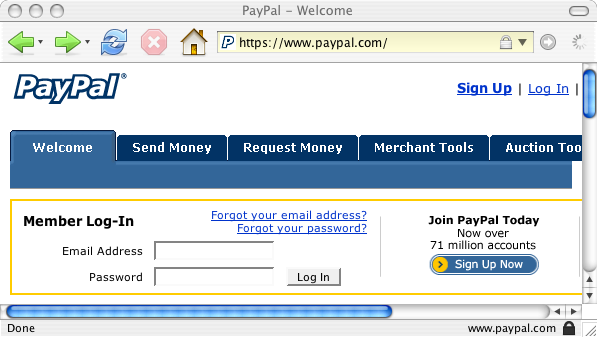 PayPal – Welcome
https://www.paypal.com/
PayPal®
Sign Up | Log In |
Welcome Send Money Request Money Merchant Tools Auction Too
Member Log-In
Forgot your email address?
Forgot your password?
Email Address
Password
Log In
Join PayPal Today
Now over
71 million accounts
Sign Up Now
Done
www.paypal.com